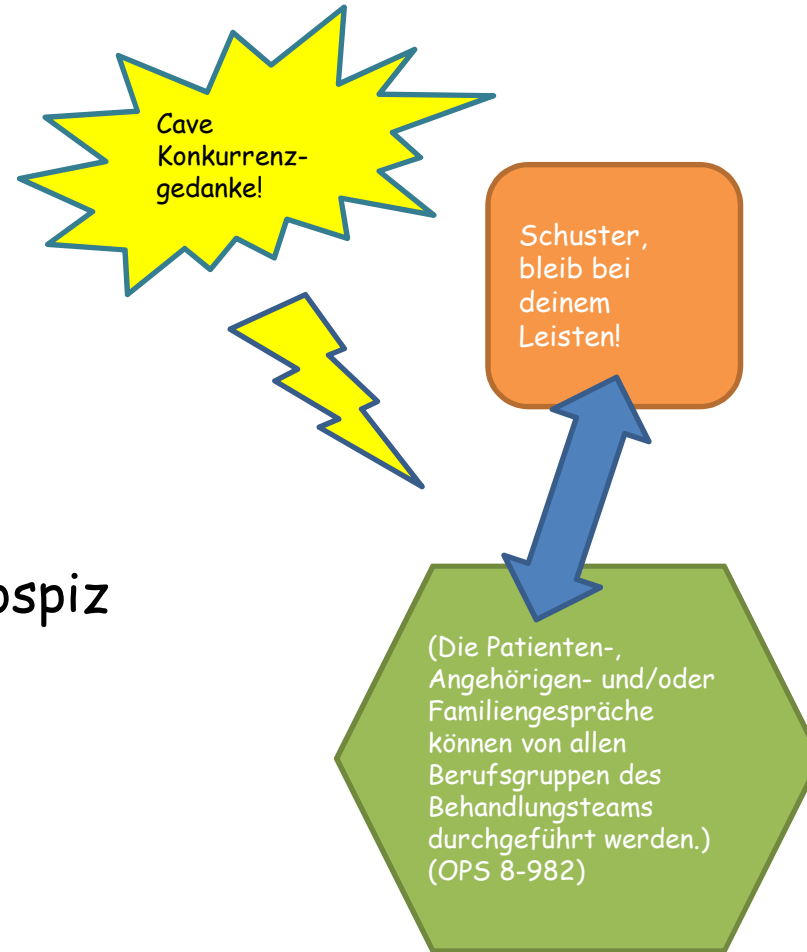 Cave
Konkurrenz-
gedanke!
Schuster,
bleib bei
deinem
Leisten!
ospiz
(Die Patienten-,
Angehörigen- und/oder
Familiengespräche
können von allen
Berufsgruppen des
Behandlungsteams
durchgeführt werden.)
(OPS 8-982)